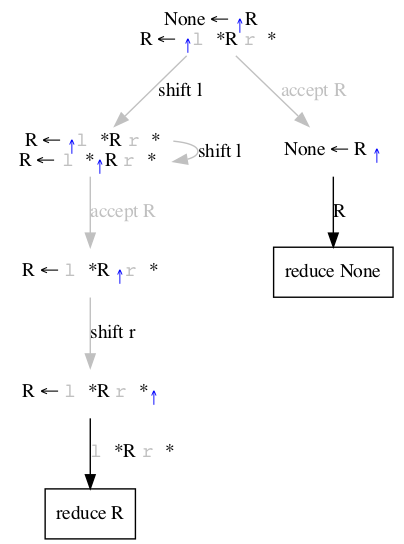 None ← ↑R
R ← ↑l *R r *
shift l
accept R
R ← ↑l *R r *
R ← l *↑R r *
shift l
None ← R ↑
accept R
R
R ← l *R ↑r *
reduce None
shift r
R ← l *R r *↑
l *R r *
reduce R